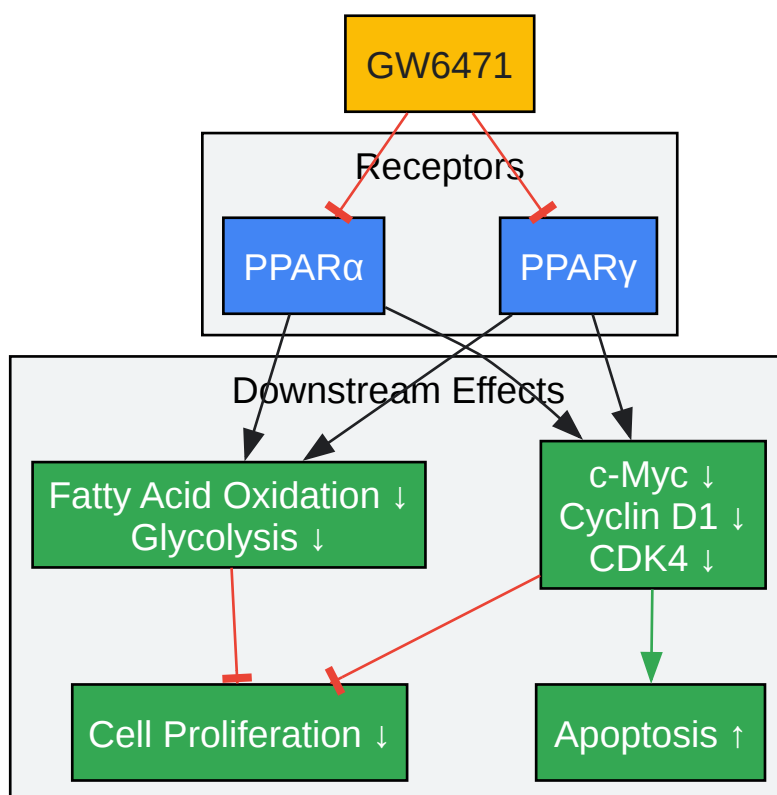 GW6471
Receptors
PPARα
PPARγ
Downstream Effects
Fatty Acid Oxidation ↓
Glycolysis ↓
c-Myc ↓
Cyclin D1 ↓
CDK4 ↓
Cell Proliferation ↓
Apoptosis ↑